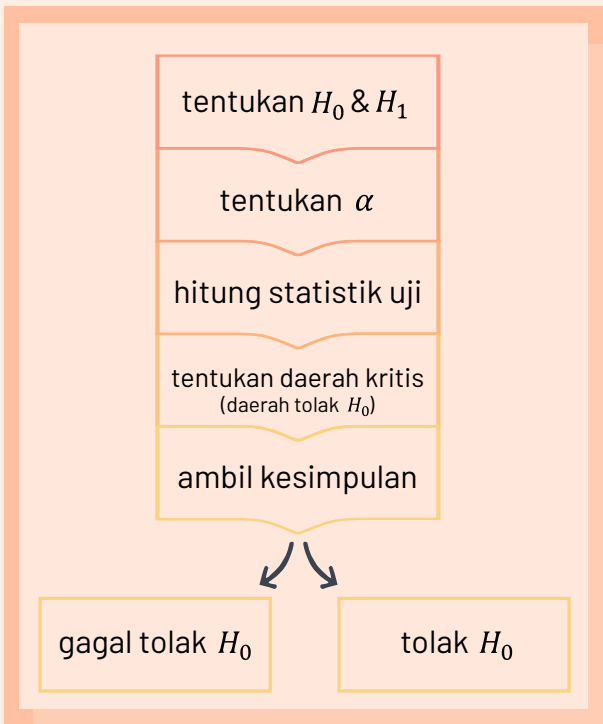 tentukan H₀ & H₁
tentukan α
hitung statistik uji
tentukan daerah kritis
(daerah tolak H₀)
ambil kesimpulan
gagal tolak H₀
tolak H₀